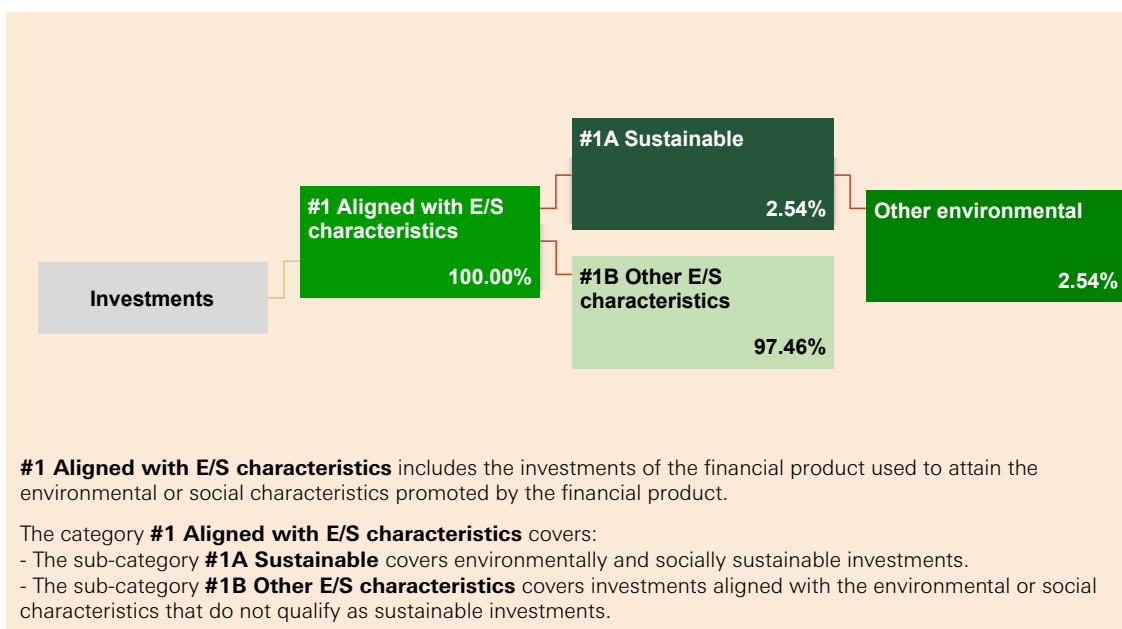 #1A Sustainable
2.54%
#1 Aligned with E/S
characteristics
100.00%
Other environmental
2.54%
Investments
#1B Other E/S
characteristics
97.46%
#1 Aligned with E/S characteristics includes the investments of the financial product used to attain the
environmental or social characteristics promoted by the financial product.
The category #1 Aligned with E/S characteristics covers:
- The sub-category #1A Sustainable covers environmentally and socially sustainable investments.
- The sub-category #1B Other E/S characteristics covers investments aligned with the environmental or social
characteristics that do not qualify as sustainable investments.